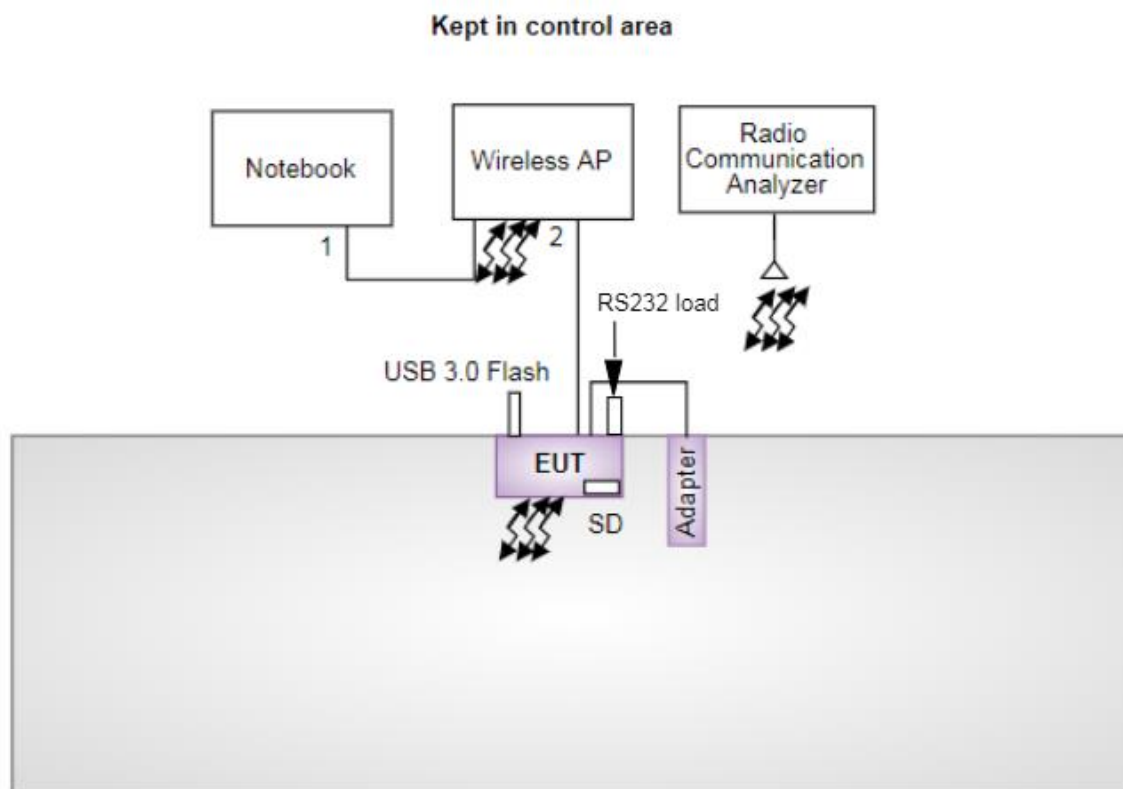 Kept in control area
Notebook
Wireless AP
Radio
Communication
Analyzer
1
2
RS232 load
USB 3.0 Flash
EUT
SD
Adapter